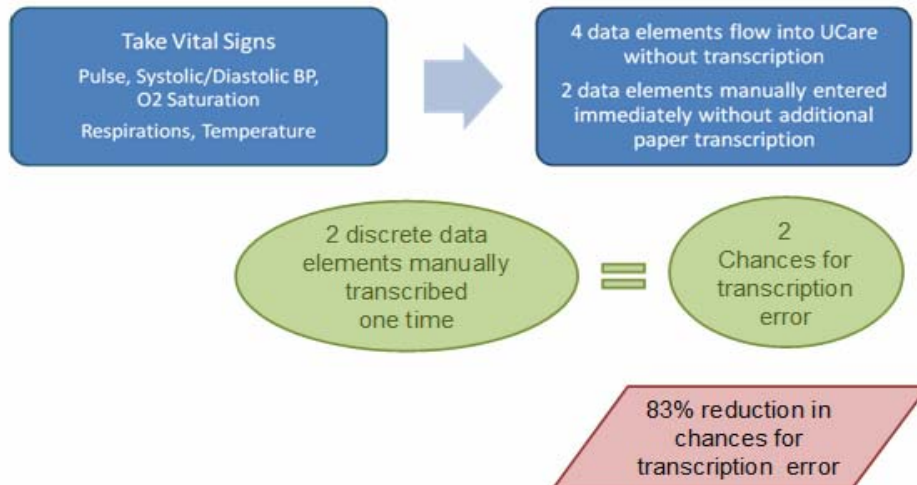 Take Vital Signs
Pulse, Systolic/Diastolic BP,
O2 Saturation
Respirations, Temperature
4 data elements flow into UCare
without transcription
2 data elements manually entered
immediately without additional
paper transcription
2 discrete data
elements manually
transcribed
one time
=
2
Chances for
transcription
error
83% reduction in
chances for
transcription error